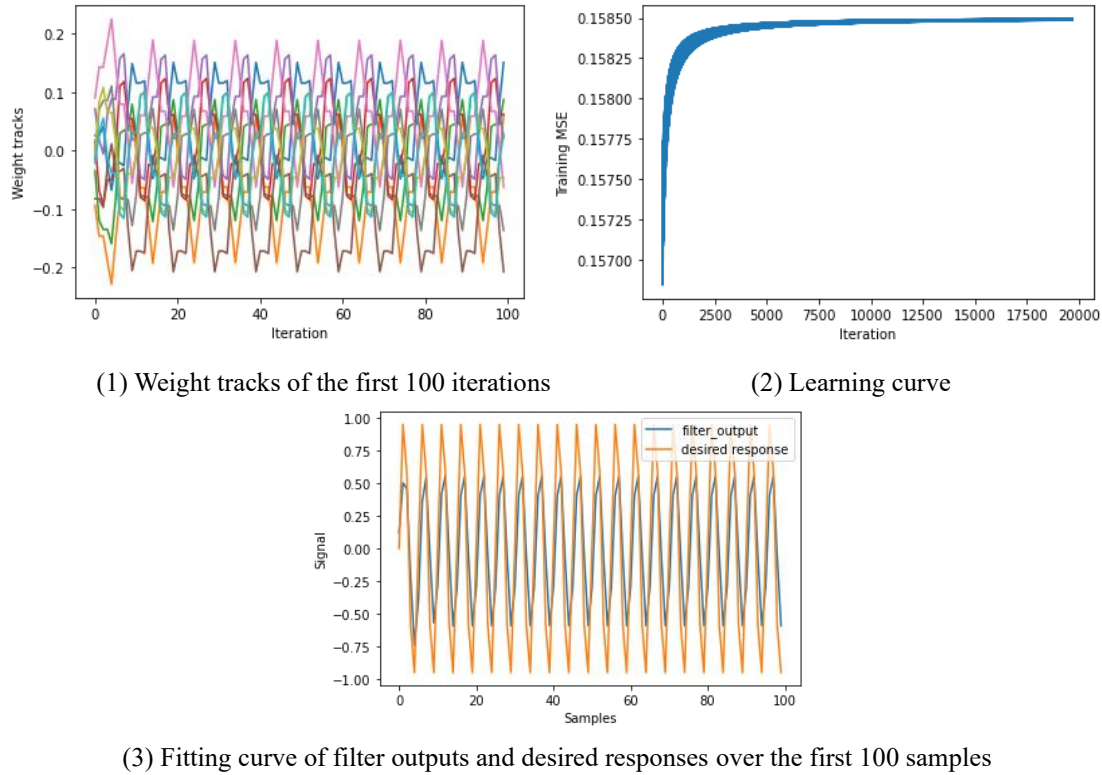 0.2
0.1
0.0
−0.1
−0.2
Weight tracks
0 20 40 60 80 100
Iteration
0.15850
0.15825
0.15800
0.15775
0.15750
0.15725
0.15700
Training MSE
0 2500 5000 7500 10000 12500 15000 17500 20000
Iteration
(1) Weight tracks of the first 100 iterations
(2) Learning curve
1.00
0.75
0.50
0.25
0.00
−0.25
−0.50
−0.75
−1.00
Signal
filter_output
desired response
0 20 40 60 80 100
Samples
(3) Fitting curve of filter outputs and desired responses over the first 100 samples